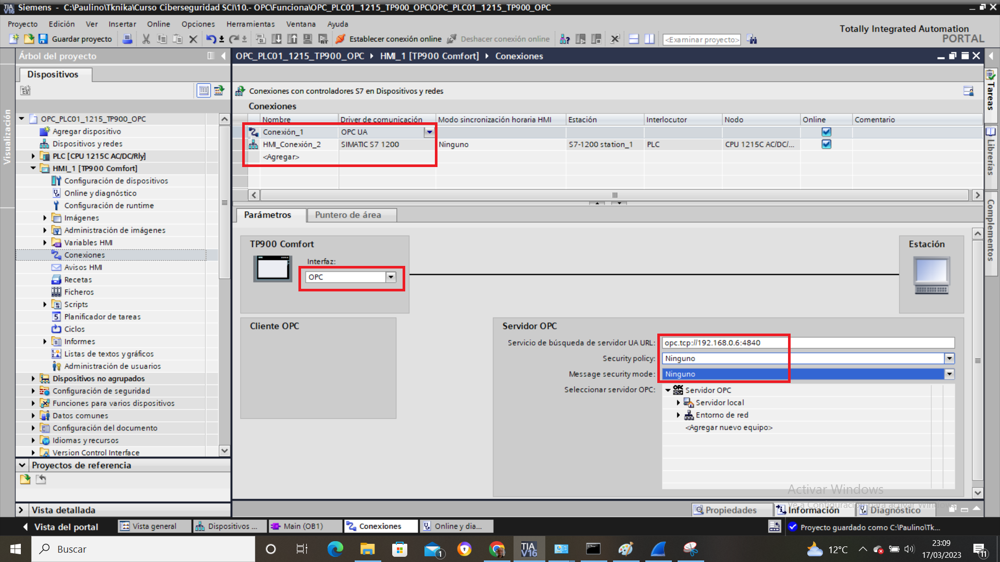 Siemens - C:\Paulino\Tknika\Curso Ciberseguridad SCI\10.- OPC\Funciona\OPC_PLC01_1215_TP900_OPC\OPC_PLC01_1215_TP900_OPC
Proyecto Edición Ver Insertar Online Opciones Herramientas Ventana Ayuda
Totally Integrated Automation
PORTAL
Guardar proyecto Establecer conexión online Deshacer conexión online <Examinar proyecto>
Árbol del proyecto
OPC_PLC01_1215_TP900_OPC HMI_1 [TP900 Comfort] Conexiones
Dispositivos
Visualización
OPC_PLC01_1215_TP900_OPC
Agregar dispositivo
Dispositivos y redes
PLC [CPU 1215C AC/DC/Rly]
HMI_1 [TP900 Comfort]
Configuración de dispositivos
Online y diagnóstico
Configuración de runtime
Imágenes
Administración de imágenes
Variables HMI
Conexiones
Avisos HMI
Recetas
Ficheros
Scripts
Planificador de tareas
Ciclos
Informes
Listas de textos y gráficos
Administración de usuarios
Dispositivos no agrupados
Configuración de seguridad
Funciones para varios dispositivos
Datos comunes
Configuración del documento
Idiomas y recursos
Version Control Interface
Proyectos de referencia
Vista detallada
Conexiones con controladores S7 en Dispositivos y redes
Conexiones
Nombre Driver de comunicación Modo sincronización horaria HMI Estación Interlocutor Nodo Online Comentario
Conexión_1 OPC UA
HMI_Conexión_2 SIMATIC S7 1200 Ninguno S7-1200 station_1 PLC CPU 1215C AC/DC/...
<Agregar>
Parámetros Puntero de área
TP900 Comfort
Interfaz:
OPC
Estación
Cliente OPC
Servidor OPC
Servicio de búsqueda de servidor UA URL: opc.tcp://192.168.0.6:4840
Security policy: Ninguno
Message security mode: Ninguno
Seleccionar servidor OPC: Servidor OPC
Servidor local
Entorno de red
<Agregar nuevo equipo>
Tareas
Librerías
Complementos
Activar Windows
Ve a Configuración para activar Windows.
Propiedades Información Diagnóstico
Vista del portal Vista general Dispositivos ... Main (OB1) Conexiones Online y dia... Proyecto guardado como C:\Paulino\Tk...
Buscar
TIA
V16
1
12°C
23:09
17/03/2023
11